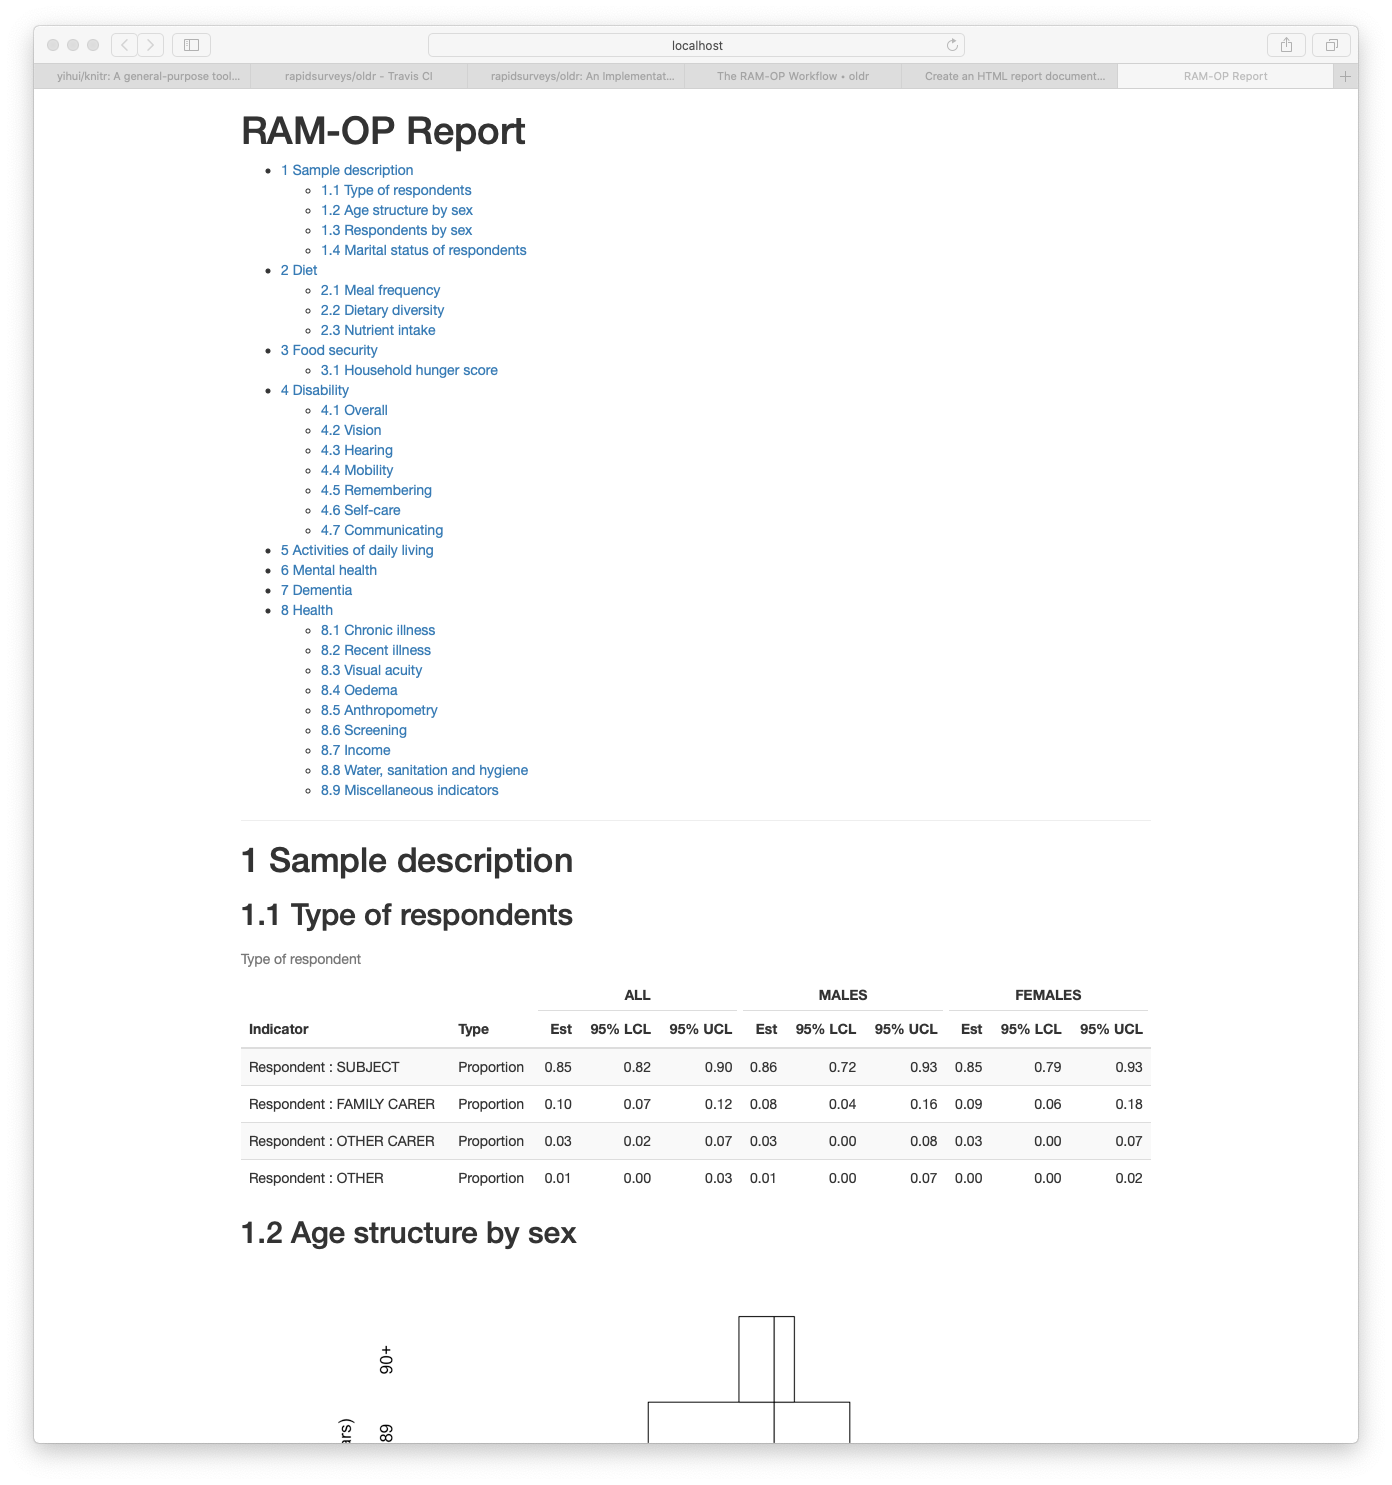 localhost
yihui/knitr: A general-purpose tool...
rapidsurveys/oldr - Travis CI
rapidsurveys/oldr: An Implementat...
The RAM-OP Workflow • oldr
Create an HTML report document...
RAM-OP Report
RAM-OP Report
1 Sample description
1.1 Type of respondents
1.2 Age structure by sex
1.3 Respondents by sex
1.4 Marital status of respondents
2 Diet
2.1 Meal frequency
2.2 Dietary diversity
2.3 Nutrient intake
3 Food security
3.1 Household hunger score
4 Disability
4.1 Overall
4.2 Vision
4.3 Hearing
4.4 Mobility
4.5 Remembering
4.6 Self-care
4.7 Communicating
5 Activities of daily living
6 Mental health
7 Dementia
8 Health
8.1 Chronic illness
8.2 Recent illness
8.3 Visual acuity
8.4 Oedema
8.5 Anthropometry
8.6 Screening
8.7 Income
8.8 Water, sanitation and hygiene
8.9 Miscellaneous indicators
1 Sample description
1.1 Type of respondents
Type of respondent
ALL MALES FEMALES
Indicator Type Est 95% LCL 95% UCL Est 95% LCL 95% UCL Est 95% LCL 95% UCL
Respondent : SUBJECT Proportion 0.85 0.82 0.90 0.86 0.72 0.93 0.85 0.79 0.93
Respondent : FAMILY CARER Proportion 0.10 0.07 0.12 0.08 0.04 0.16 0.09 0.06 0.18
Respondent : OTHER CARER Proportion 0.03 0.02 0.07 0.03 0.00 0.08 0.03 0.00 0.07
Respondent : OTHER Proportion 0.01 0.00 0.03 0.01 0.00 0.07 0.00 0.00 0.02
1.2 Age structure by sex
90+
89
ars)